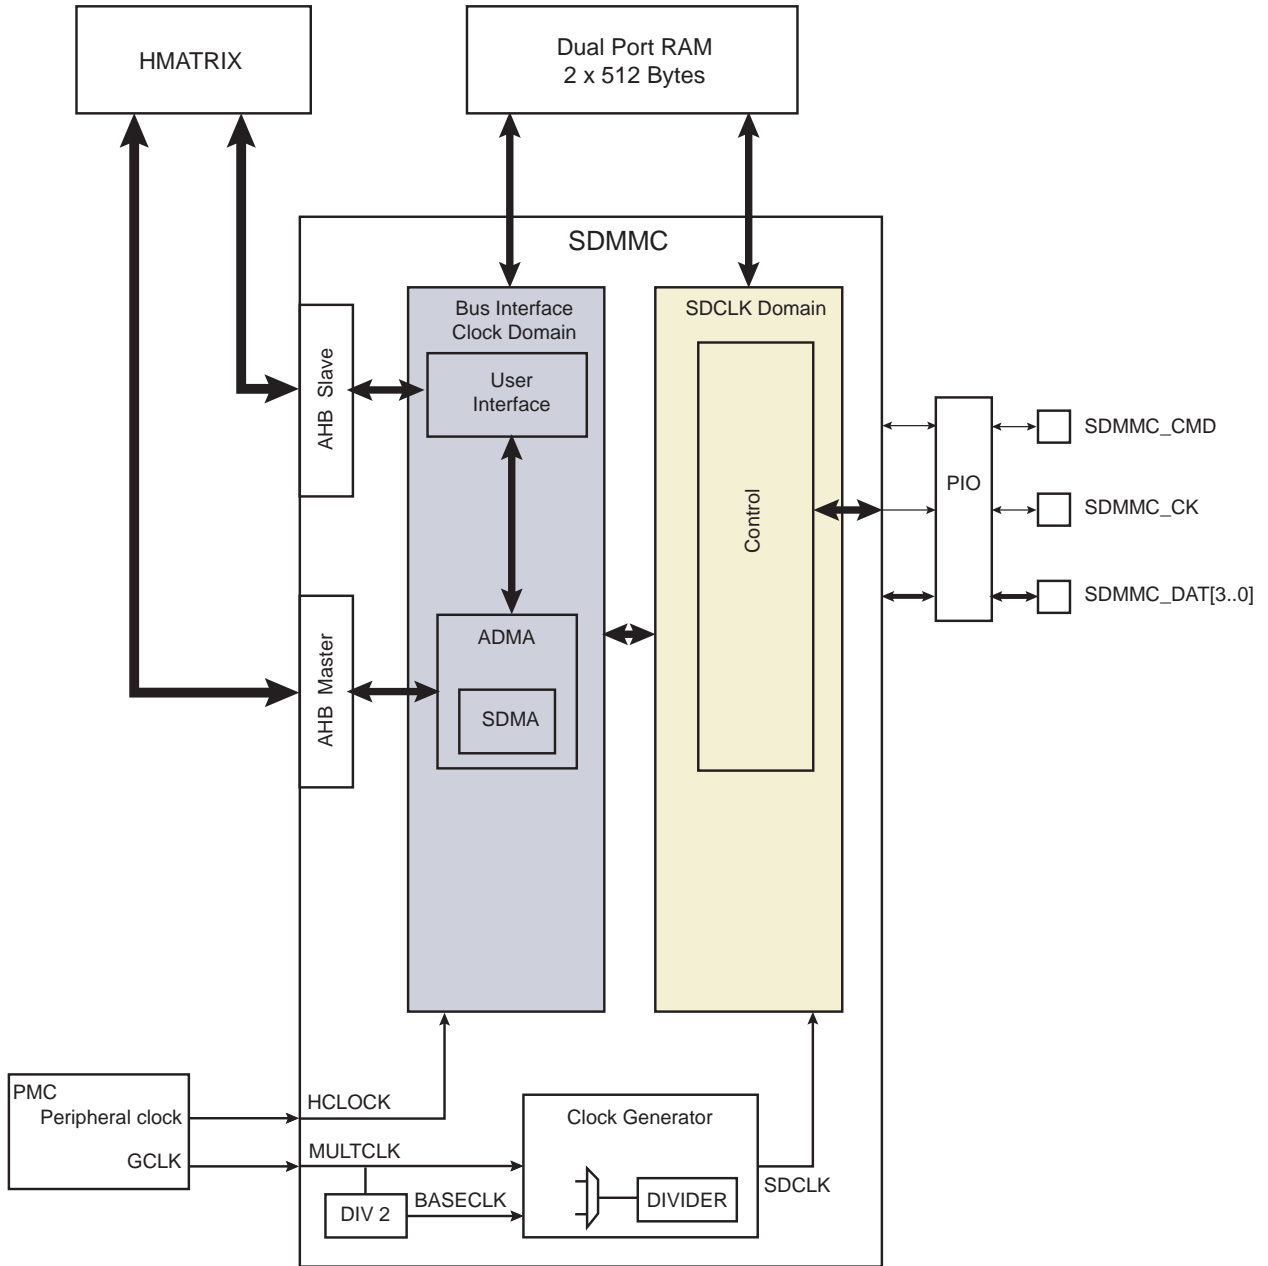 HMATRIX
Dual Port RAM
2 x 512 Bytes
SDMMC
Bus Interface
Clock Domain
SDCLK Domain
AHB Slave
User
Interface
Control
PIO
SDMMC_CMD
SDMMC_CK
SDMMC_DAT[3..0]
AHB Master
ADMA
SDMA
PMC
Peripheral clock
GCLK
HCLOCK
MULTCLK
Clock Generator
BASECLK
DIV 2
DIVIDER
SDCLK